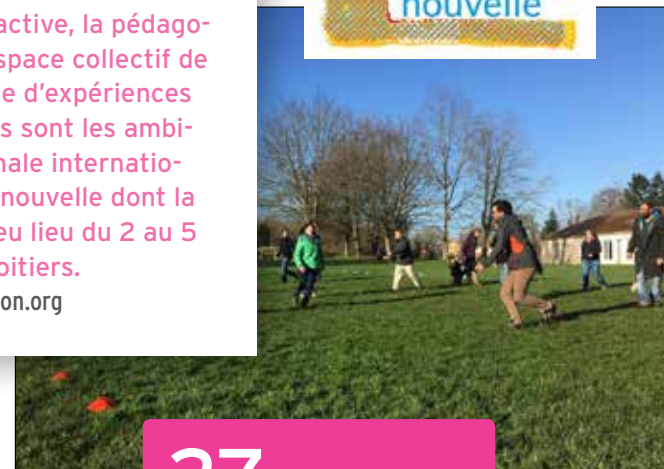 active, la pédago-
space collectif de
e d'expériences
s sont les ambi-
nale internatio-
nouvelle dont la
eu lieu du 2 au 5
oitiers.
on.org
nouvelle
27